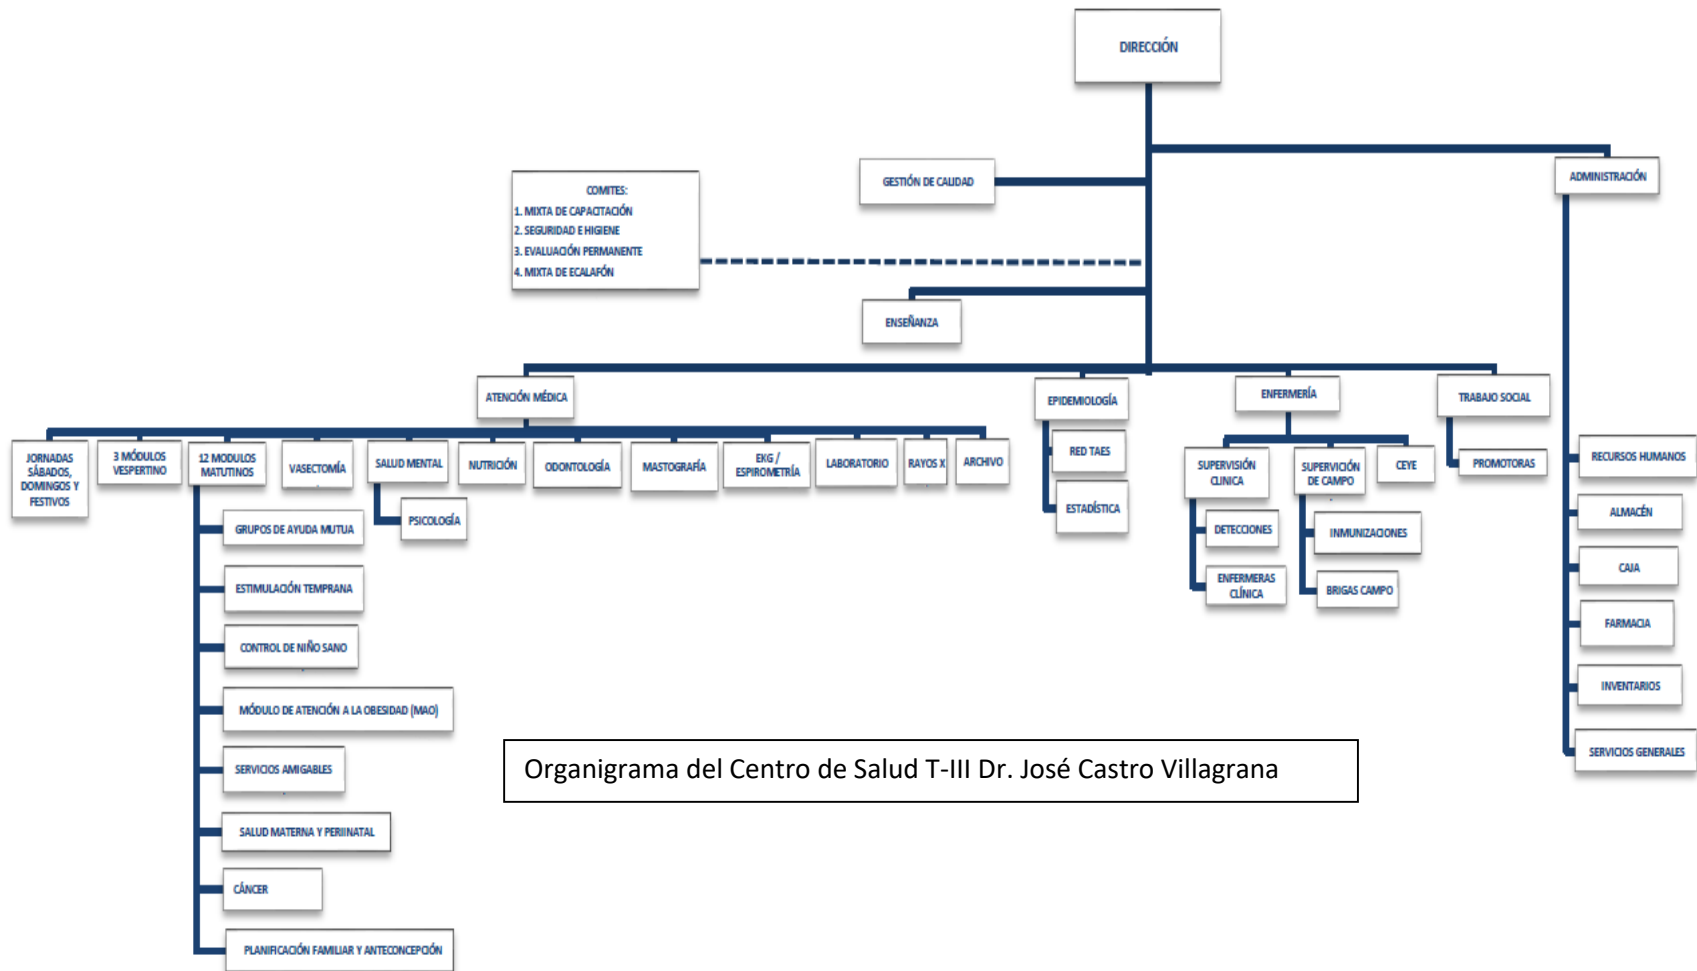 DIRECCIÓN
ADMINISTRACIÓN
GESTIÓN DE CALIDAD
COMITES:
1. MIXTA DE CAPACITACIÓN
2. SEGURIDAD E HIGIENE
3. EVALUACIÓN PERMANENTE
4. MIXTA DE ECALAFÓN
ENSEÑANZA
ATENCIÓN MÉDICA
EPIDEMIOLOGÍA
ENFERMERÍA
TRABAJO SOCIAL
JORNADAS
SÁBADOS,
DOMINGOS Y
FESTIVOS
3 MÓDULOS
VESPERTINO
12 MODULOS
MATUTINOS
VASECTOMÍA
SALUD MENTAL
NUTRICIÓN
ODONTOLOGÍA
MASTOGRAFÍA
EKG /
ESPIROMETRÍA
LABORATORIO
RAYOS X
ARCHIVO
PSICOLOGÍA
GRUPOS DE AYUDA MUTUA
ESTIMULACIÓN TEMPRANA
CONTROL DE NIÑO SANO
MÓDULO DE ATENCIÓN A LA OBESIDAD (MAO)
SERVICIOS AMIGABLES
SALUD MATERNA Y PERIINATAL
CÁNCER
PLANIFICACIÓN FAMILIAR Y ANTECONCEPCIÓN
RED TAES
ESTADÍSTICA
SUPERVISIÓN
CLINICA
DETECCIONES
ENFERMERAS
CLÍNICA
SUPERVICIÓN
DE CAMPO
INMUNIZACIONES
BRIGAS CAMPO
CEYE
PROMOTORAS
RECURSOS HUMANOS
ALMACÉN
CAJA
FARMACIA
INVENTARIOS
SERVICIOS GENERALES
Organigrama del Centro de Salud T-III Dr. José Castro Villagrana